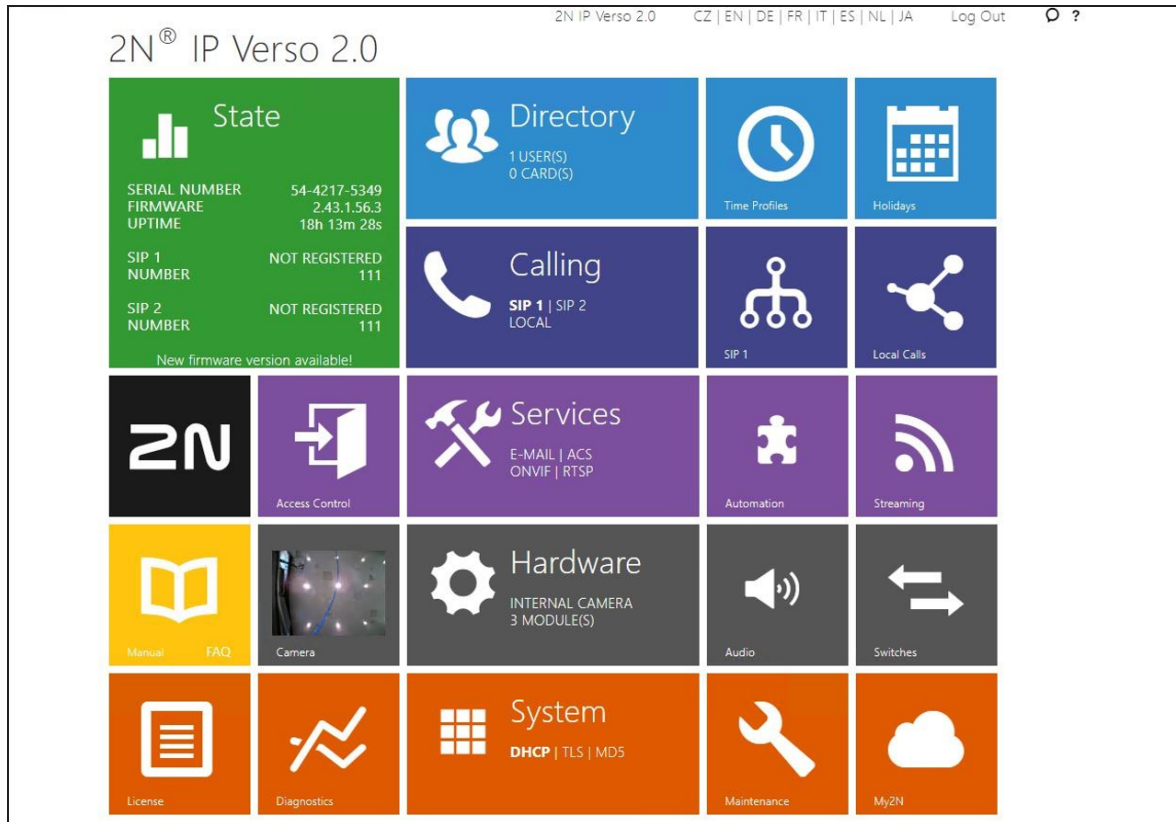 2N IP Verso 2.0 CZ | EN | DE | FR | IT | ES | NL | JA Log Out ?
2N® IP Verso 2.0
State
SERIAL NUMBER 54-4217-5349
FIRMWARE 2.43.1.56.3
UPTIME 18h 13m 28s
SIP 1 NOT REGISTERED
NUMBER 111
SIP 2 NOT REGISTERED
NUMBER 111
New firmware version available!
Directory
1 USER(S)
0 CARD(S)
Time Profiles
Holidays
Calling
SIP 1 | SIP 2
LOCAL
SIP 1
Local Calls
2N
Access Control
Services
E-MAIL | ACS
ONVIF | RTSP
Automation
Streaming
Manual FAQ
Camera
Hardware
INTERNAL CAMERA
3 MODULE(S)
Audio
Switches
License
Diagnostics
System
DHCP | TLS | MD5
Maintenance
My2N